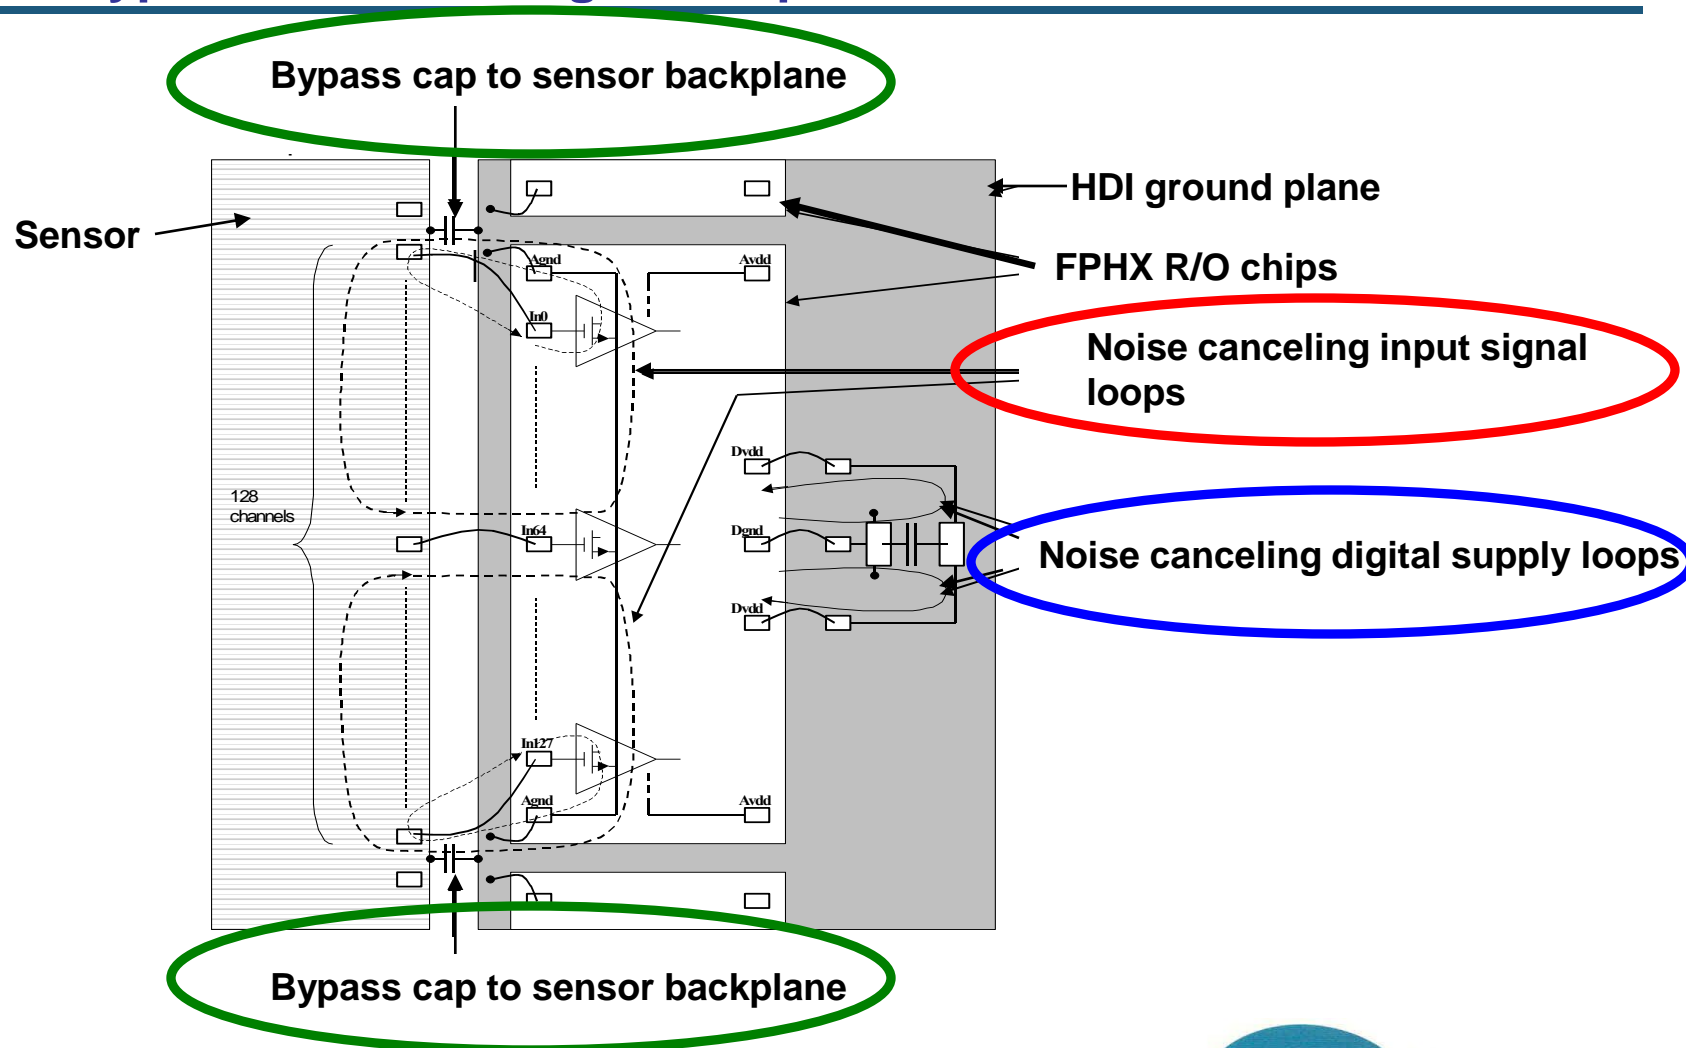 Bypass cap to sensor backplane
HDI ground plane
Sensor
FPHX R/O chips
Agnd
Avdd
In0
Noise canceling input signal
loops
Dvdd
128
channels
In64
Dgnd
Noise canceling digital supply loops
Dvdd
In127
Agnd
Avdd
Bypass cap to sensor backplane